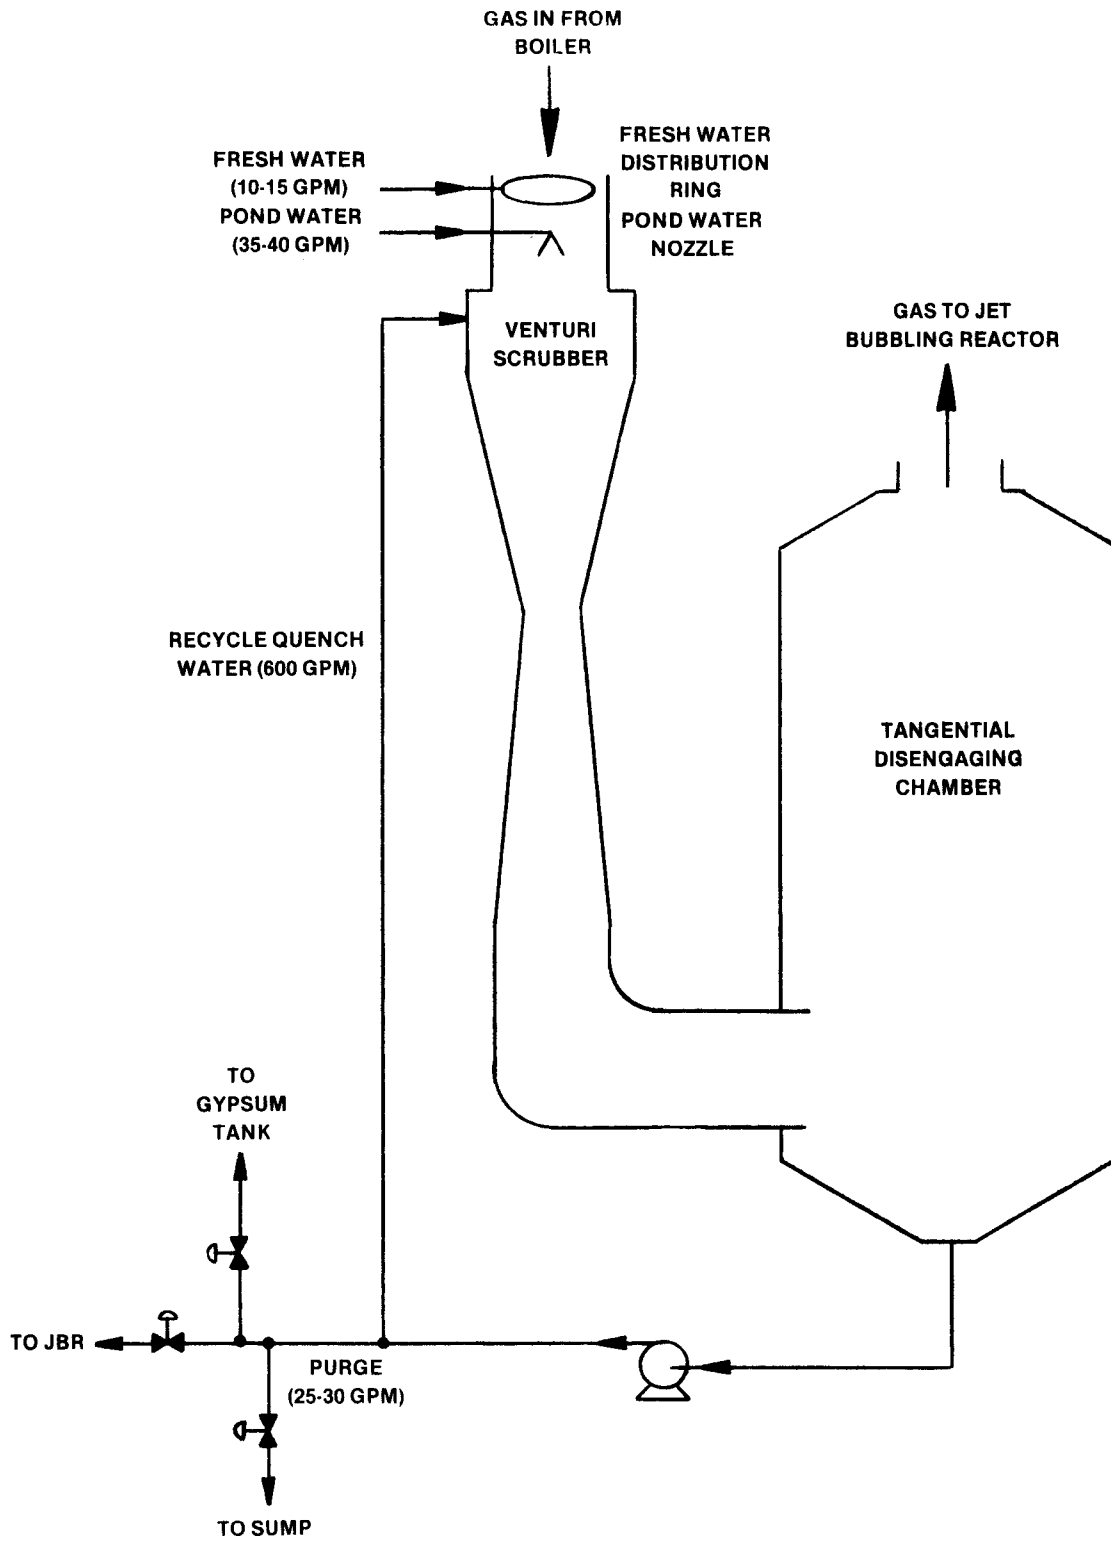 GAS IN FROM
BOILER
FRESH WATER
(10-15 GPM)
POND WATER
(35-40 GPM)
FRESH WATER
DISTRIBUTION
RING
POND WATER
NOZZLE
VENTURI
SCRUBBER
GAS TO JET
BUBBLING REACTOR
RECYCLE QUENCH
WATER (600 GPM)
TANGENTIAL
DISENGAGING
CHAMBER
TO
GYPSUM
TANK
TO JBR
PURGE
(25-30 GPM)
TO SUMP